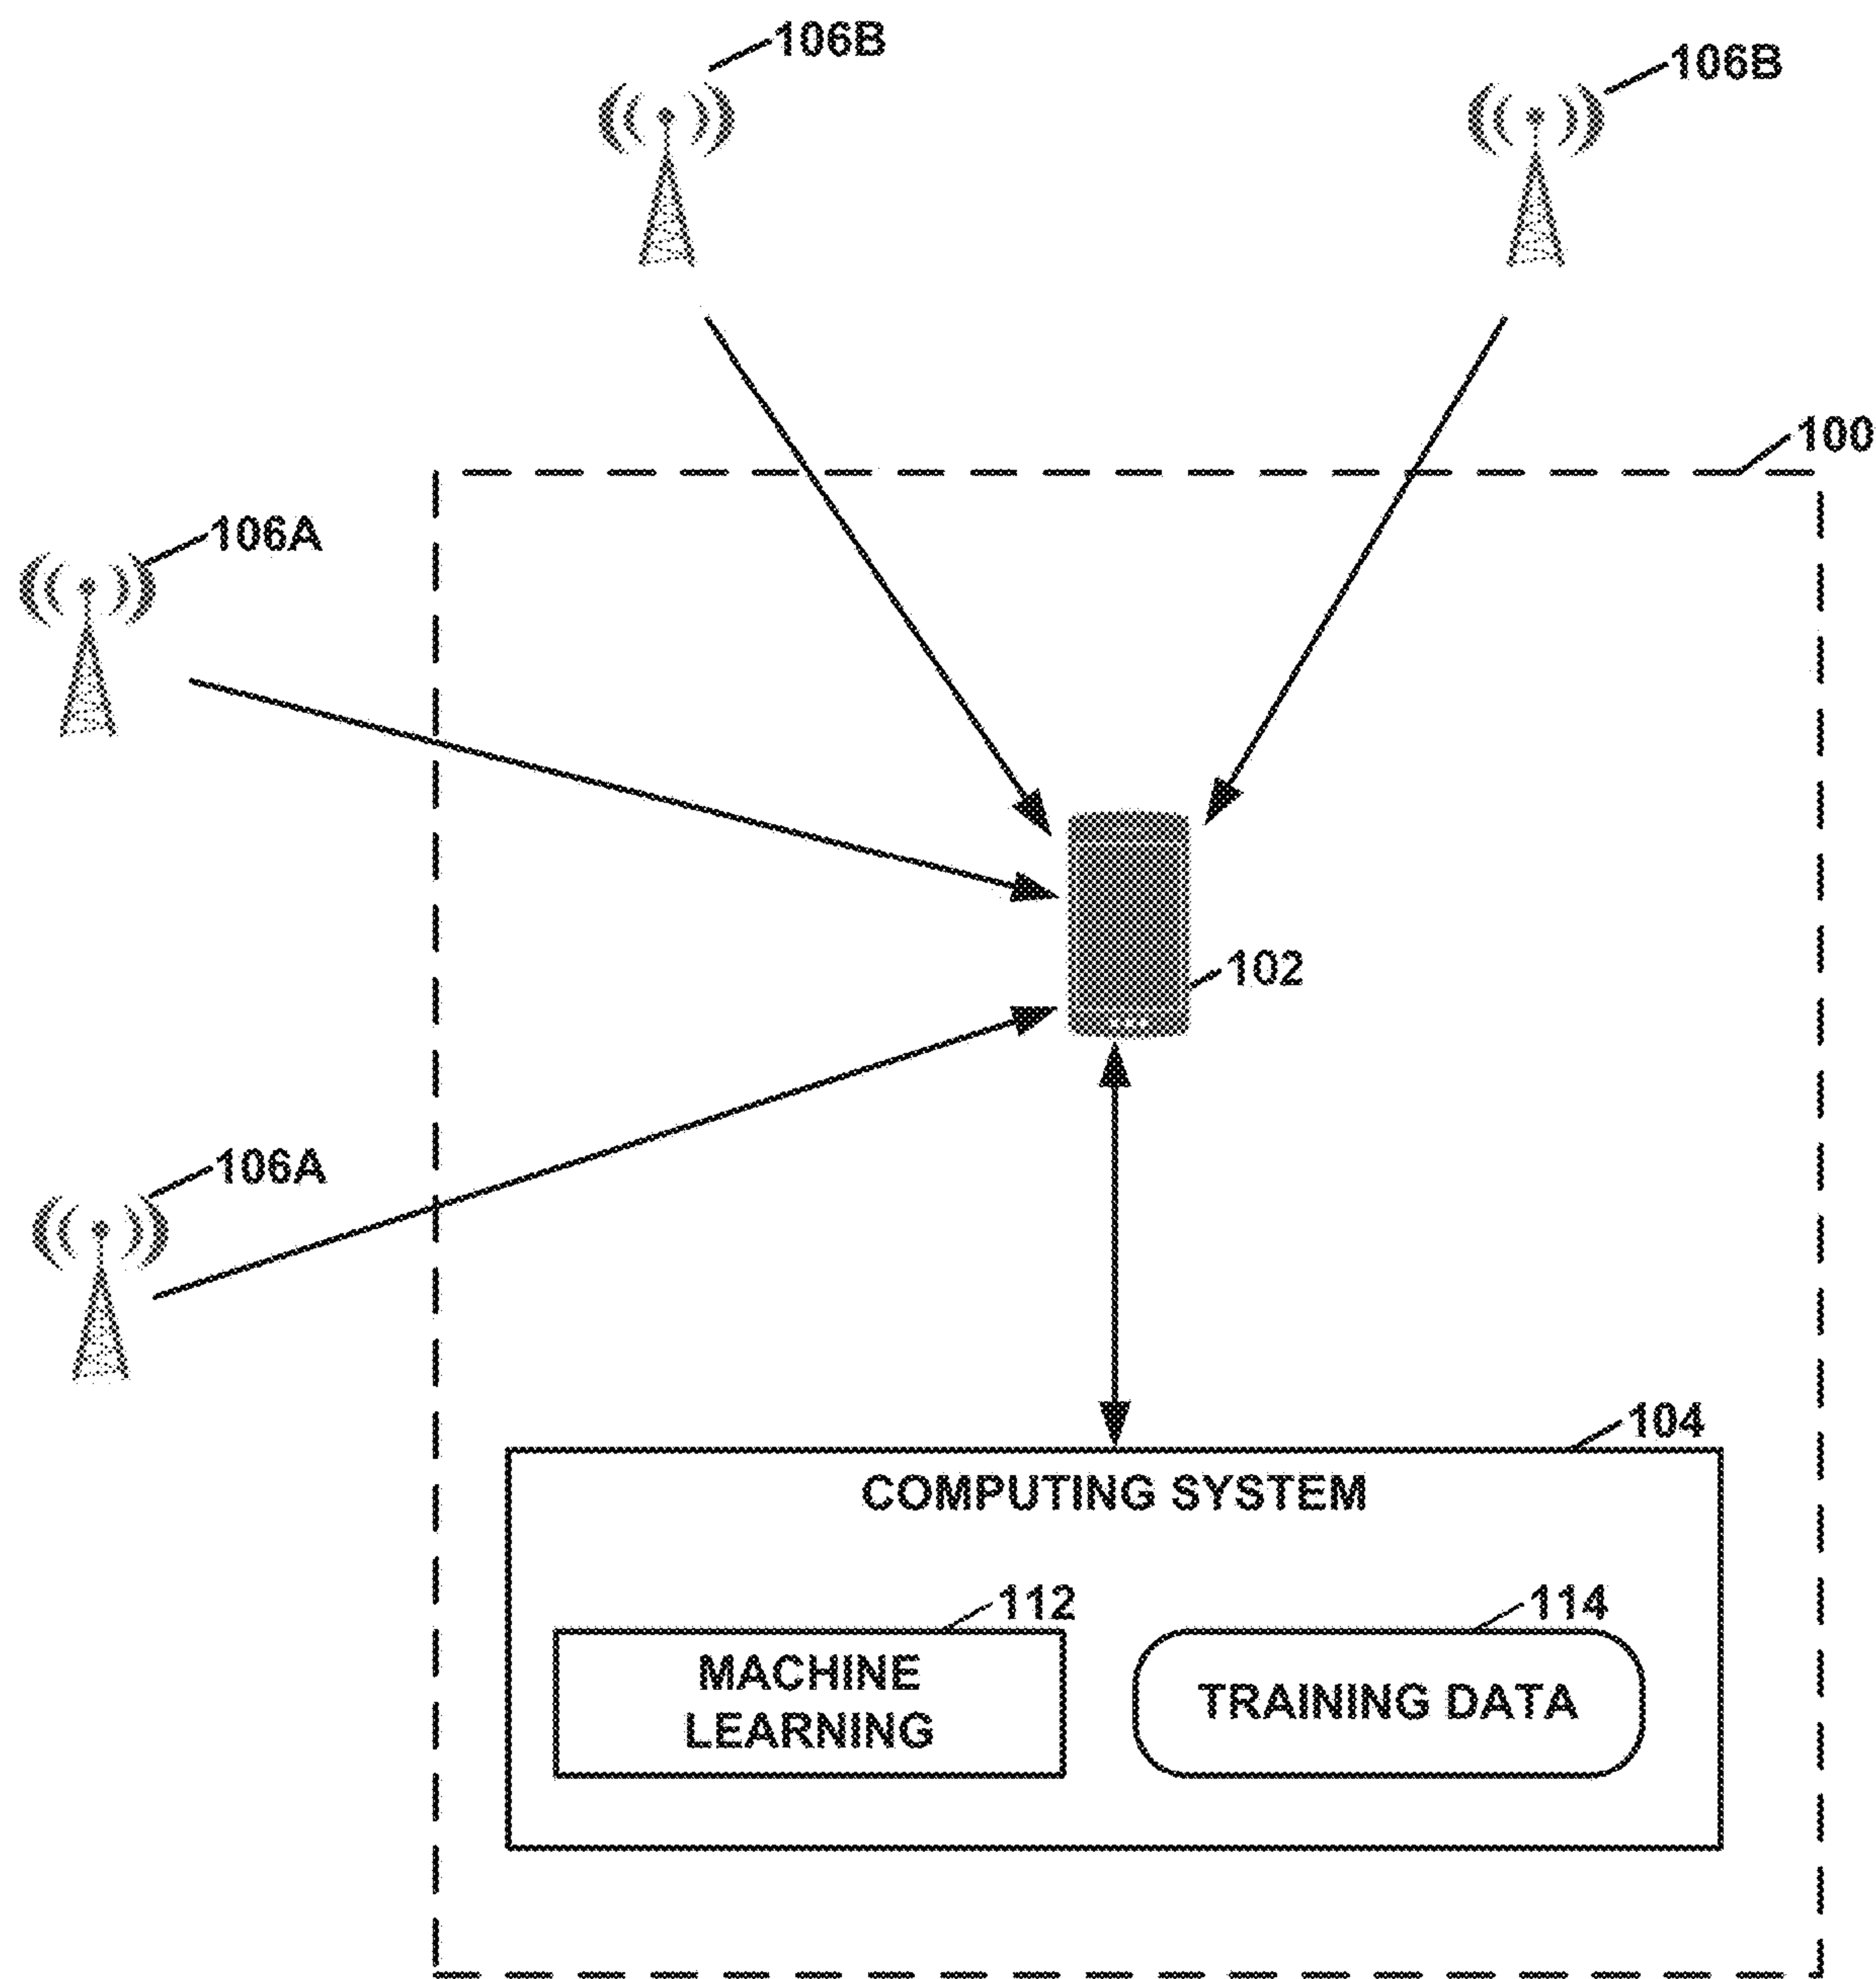 106B
106B
100
106A
102
106A
104
COMPUTING SYSTEM
112
114
MACHINE
LEARNING
TRAINING DATA